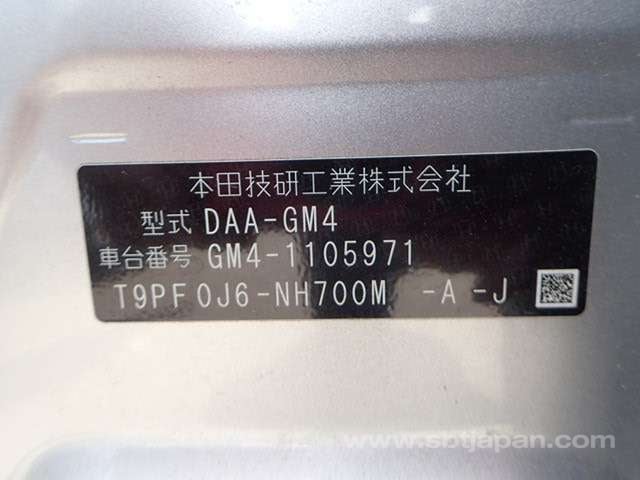 本田技研工業株式会社
型式 DAA-GM4
車台番号 GM4-1105971
T9PF0J6-NH700M -A -J
www.sbtjapan.com